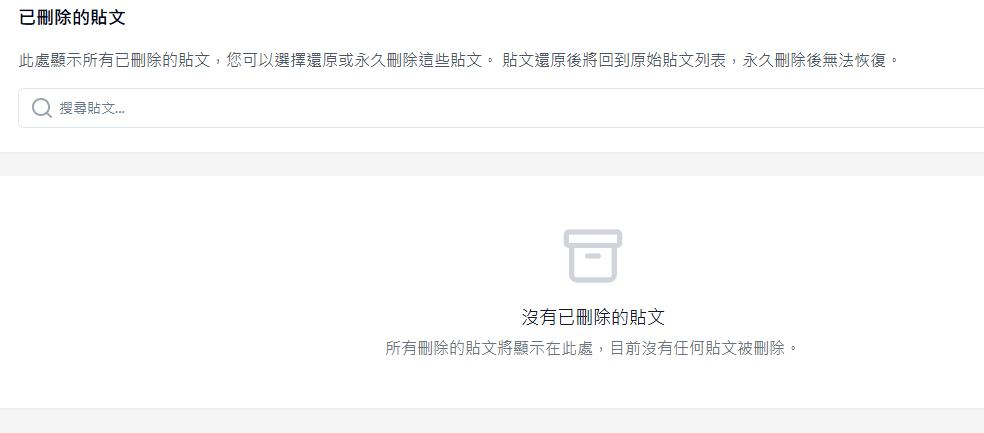 已刪除的貼文
此處顯示所有已刪除的貼文，您可以選擇還原或永久刪除這些貼文。 貼文還原後將回到原始貼文列表，永久刪除後無法恢復。
搜尋貼文...
沒有已刪除的貼文
所有刪除的貼文將顯示在此處，目前沒有任何貼文被刪除。